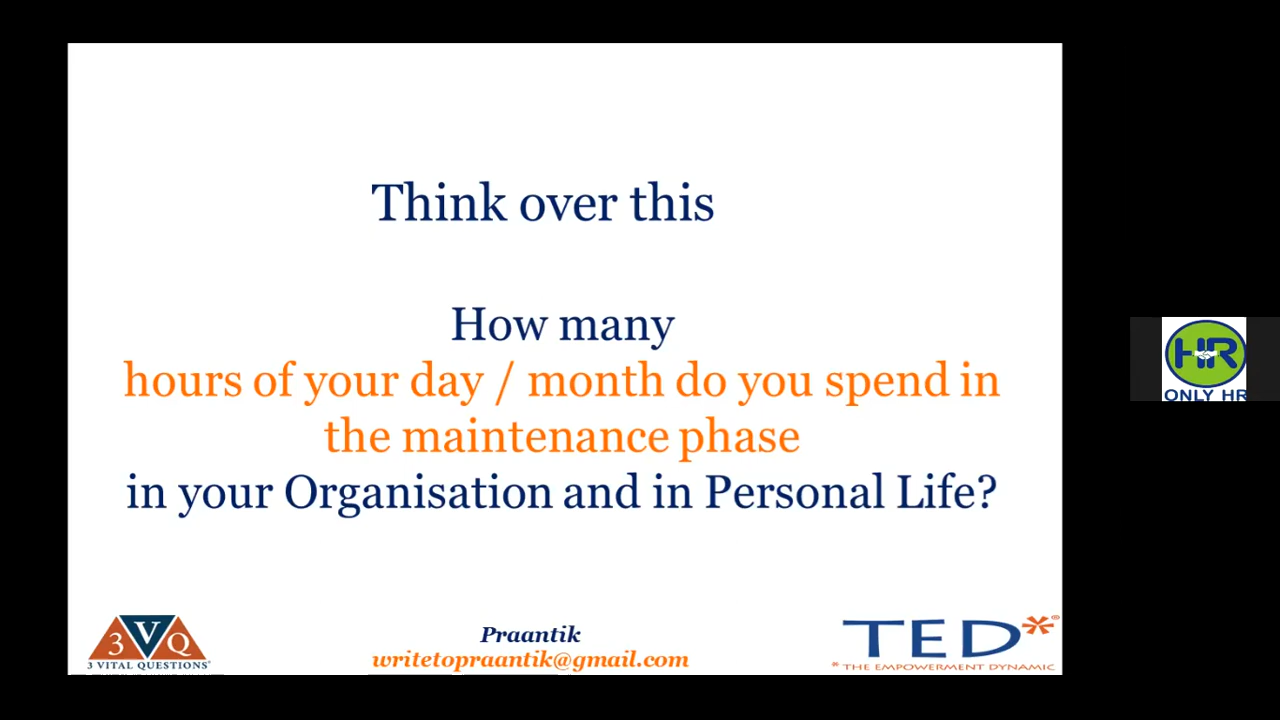 Think over this
How many
hours of your day / month do you spend in
the maintenance phase
in your Organisation and in Personal Life?
3VQ
3 VITAL QUESTIONS®
Praantik
writetopraantik@gmail.com
TED*®
* THE EMPOWERMENT DYNAMIC
HR
ONLY HR